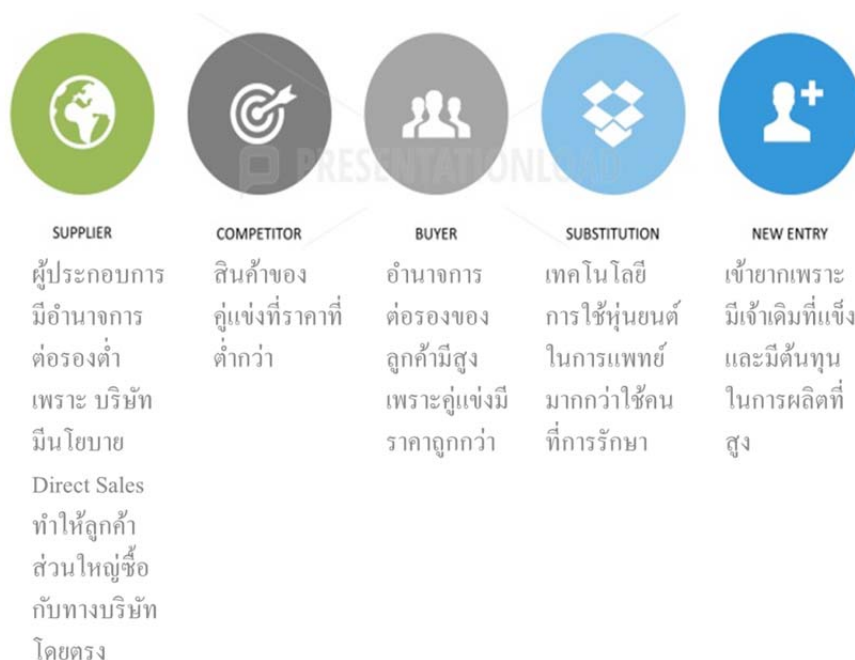 PRESENTATIONLOAD
SUPPLIER
ผู้ประกอบการ
มีอำนาจการ
ต่อรองต่ำ
เพราะ บริษัท
มีนโยบาย
Direct Sales
ทำให้ลูกค้า
ส่วนใหญ่ซื้อ
กับทางบริษัท
โดยตรง
COMPETITOR
สินค้าของ
คู่แข่งที่ราคาที่
ต่ำกว่า
BUYER
อำนาจการ
ต่อรองของ
ลูกค้ามีสูง
เพราะคู่แข่งมี
ราคาถูกกว่า
SUBSTITUTION
เทคโนโลยี
การใช้หุ่นยนต์
ในการแพทย์
มากกว่าใช้คน
ที่การรักษา
NEW ENTRY
เข้ายากเพราะ
มีเจ้าเดิมที่แข็ง
และมีต้นทุน
ในการผลิตที่
สูง